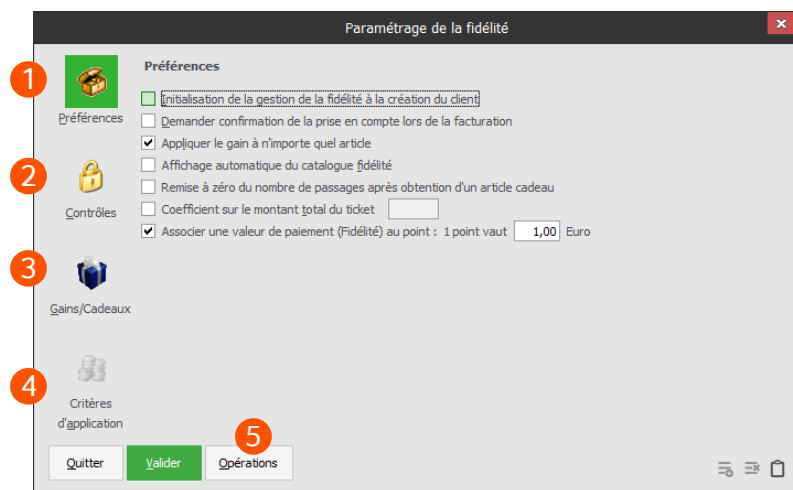 Paramétrage de la fidélité
1
Préférences
Préférences
Initialisation de la gestion de la fidélité à la création du client
Demander confirmation de la prise en compte lors de la facturation
Appliquer le gain à n'importe quel article
Affichage automatique du catalogue fidélité
Remise à zéro du nombre de passages après obtention d'un article cadeau
Coefficient sur le montant total du ticket
Associer une valeur de paiement (Fidélité) au point : 1 point vaut 1,00 Euro
2
Contrôles
3
Gains/Cadeaux
4
Critères
d'application
5
Quitter Valider Opérations